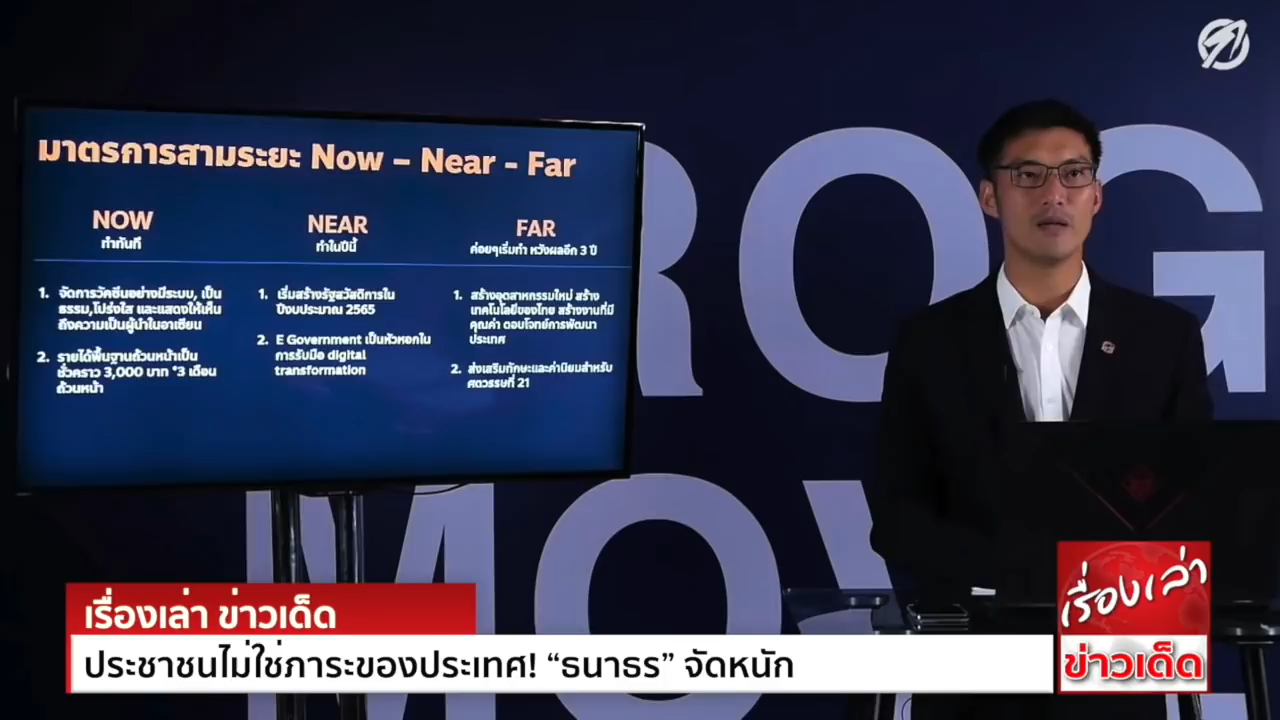 มาตรการสามระยะ Now – Near - Far
NOW
ทำทันที
1. จัดการวัคซีนอย่างมีระบบ, เป็น
ธรรม,โปร่งใส และแสดงให้เห็น
ถึงความเป็นผู้นำในอาเซียน
2. รายได้พื้นฐานถ้วนหน้าเป็น
ชั่วคราว 3,000 บาท *3 เดือน
ถ้วนหน้า
NEAR
ทำในปีนี้
1. เริ่มสร้างรัฐสวัสดิการใน
ปีงบประมาณ 2565
2. E Government เป็นหัวหอกใน
การรับมือ digital
transformation
FAR
ค่อยๆเริ่มทำ หวังผลอีก 3 ปี
1. สร้างอุตสาหกรรมใหม่ สร้าง
เทคโนโลยีของไทย สร้างงานที่มี
คุณค่า ตอบโจทย์การพัฒนา
ประเทศ
2. ส่งเสริมทักษะและค่านิยมสำหรับ
ศตวรรษที่ 21
ROG
MOV
เรื่องเล่า ข่าวเด็ด
ประชาชนไม่ใช่ภาระของประเทศ! “ธนาธร” จัดหนัก
เรื่องเล่า
ข่าวเด็ด